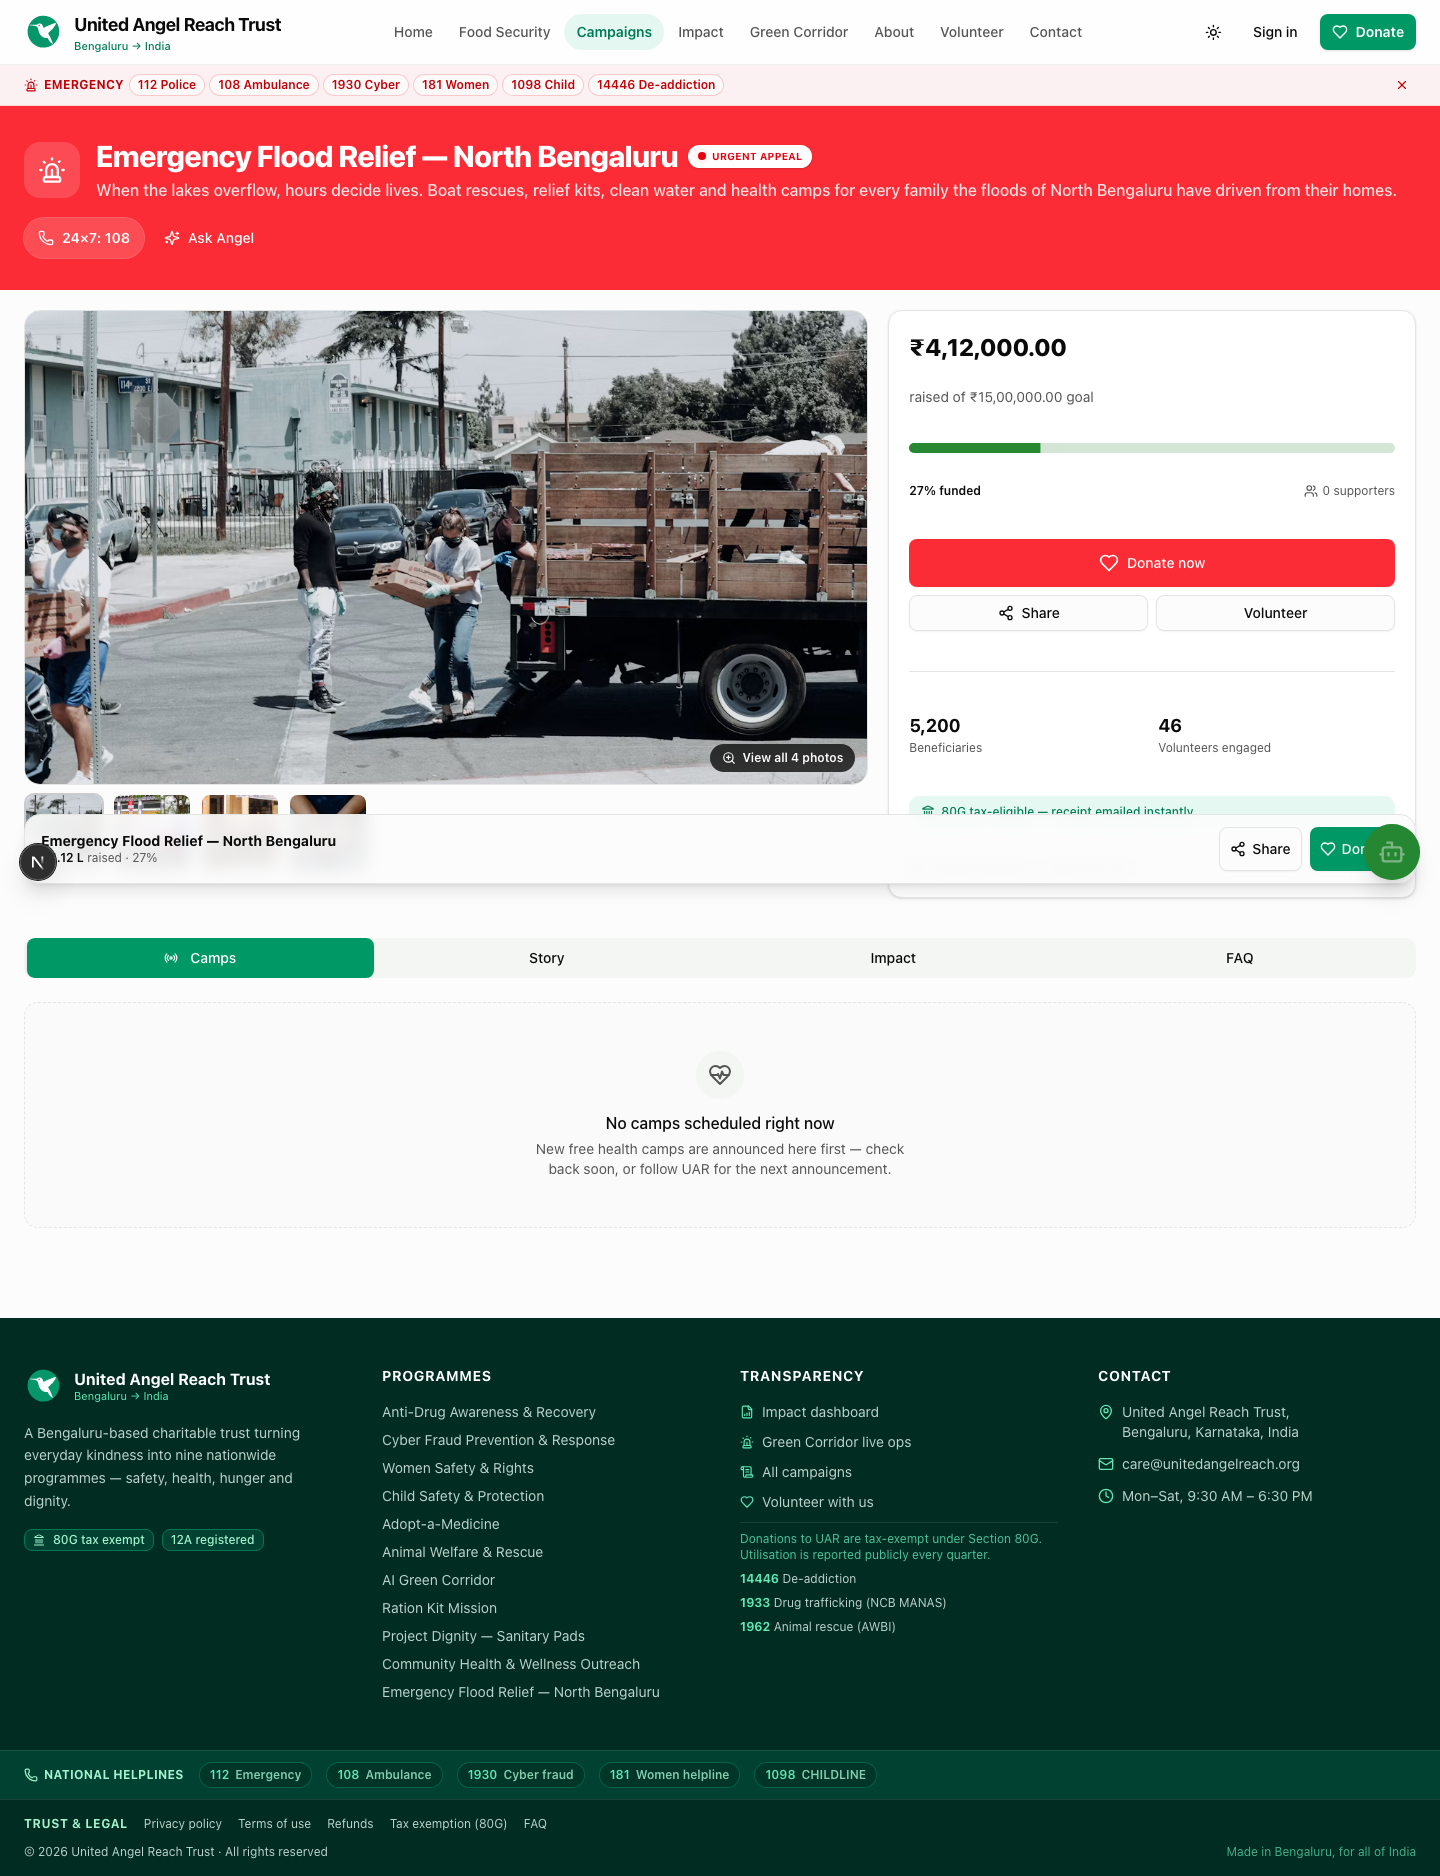 United Angel Reach Trust
Bengaluru → India
Home
Food Security
Campaigns
Impact
Green Corridor
About
Volunteer
Contact
Sign in
Donate
EMERGENCY
112 Police
108 Ambulance
1930 Cyber
181 Women
1098 Child
14446 De-addiction
Emergency Flood Relief — North Bengaluru
URGENT APPEAL
When the lakes overflow, hours decide lives. Boat rescues, relief kits, clean water and health camps for every family the floods of North Bengaluru have driven from their homes.
24×7: 108
Ask Angel
114th St
View all 4 photos
₹4,12,000.00
raised of ₹15,00,000.00 goal
27% funded
0 supporters
Donate now
Share
Volunteer
5,200
Beneficiaries
46
Volunteers engaged
80G tax-eligible — receipt emailed instantly
Emergency Flood Relief — North Bengaluru
.12 L raised · 27%
N
Share
Camps
Story
Impact
FAQ
No camps scheduled right now
New free health camps are announced here first — check
back soon, or follow UAR for the next announcement.
United Angel Reach Trust
Bengaluru → India
A Bengaluru-based charitable trust turning
everyday kindness into nine nationwide
programmes — safety, health, hunger and
dignity.
80G tax exempt
12A registered
PROGRAMMES
Anti-Drug Awareness & Recovery
Cyber Fraud Prevention & Response
Women Safety & Rights
Child Safety & Protection
Adopt-a-Medicine
Animal Welfare & Rescue
AI Green Corridor
Ration Kit Mission
Project Dignity — Sanitary Pads
Community Health & Wellness Outreach
Emergency Flood Relief — North Bengaluru
TRANSPARENCY
Impact dashboard
Green Corridor live ops
All campaigns
Volunteer with us
Donations to UAR are tax-exempt under Section 80G.
Utilisation is reported publicly every quarter.
14446 De-addiction
1933 Drug trafficking (NCB MANAS)
1962 Animal rescue (AWBI)
CONTACT
United Angel Reach Trust,
Bengaluru, Karnataka, India
care@unitedangelreach.org
Mon–Sat, 9:30 AM – 6:30 PM
NATIONAL HELPLINES
112 Emergency
108 Ambulance
1930 Cyber fraud
181 Women helpline
1098 CHILDLINE
TRUST & LEGAL
Privacy policy
Terms of use
Refunds
Tax exemption (80G)
FAQ
© 2026 United Angel Reach Trust · All rights reserved
Made in Bengaluru, for all of India